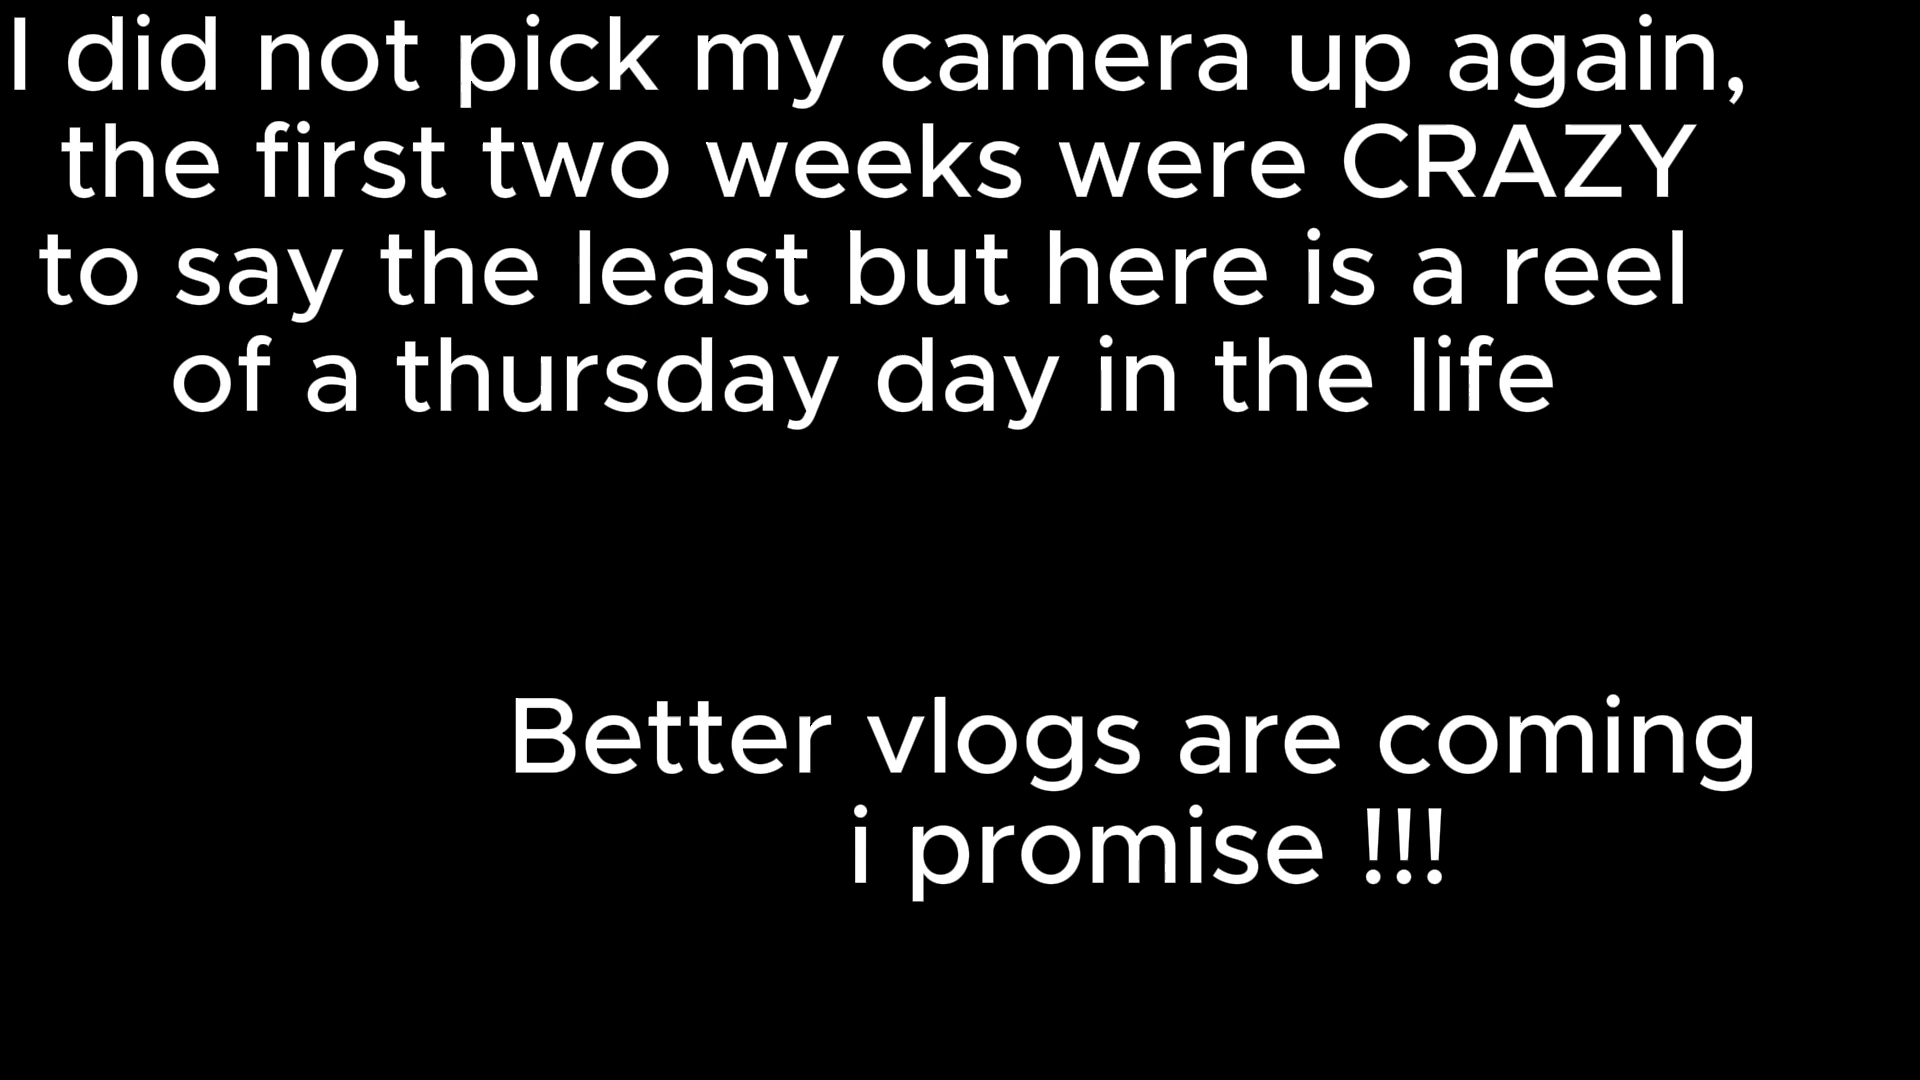 I did not pick my camera up again,
the first two weeks were CRAZY
to say the least but here is a reel
of a thursday day in the life
Better vlogs are coming
i promise !!!